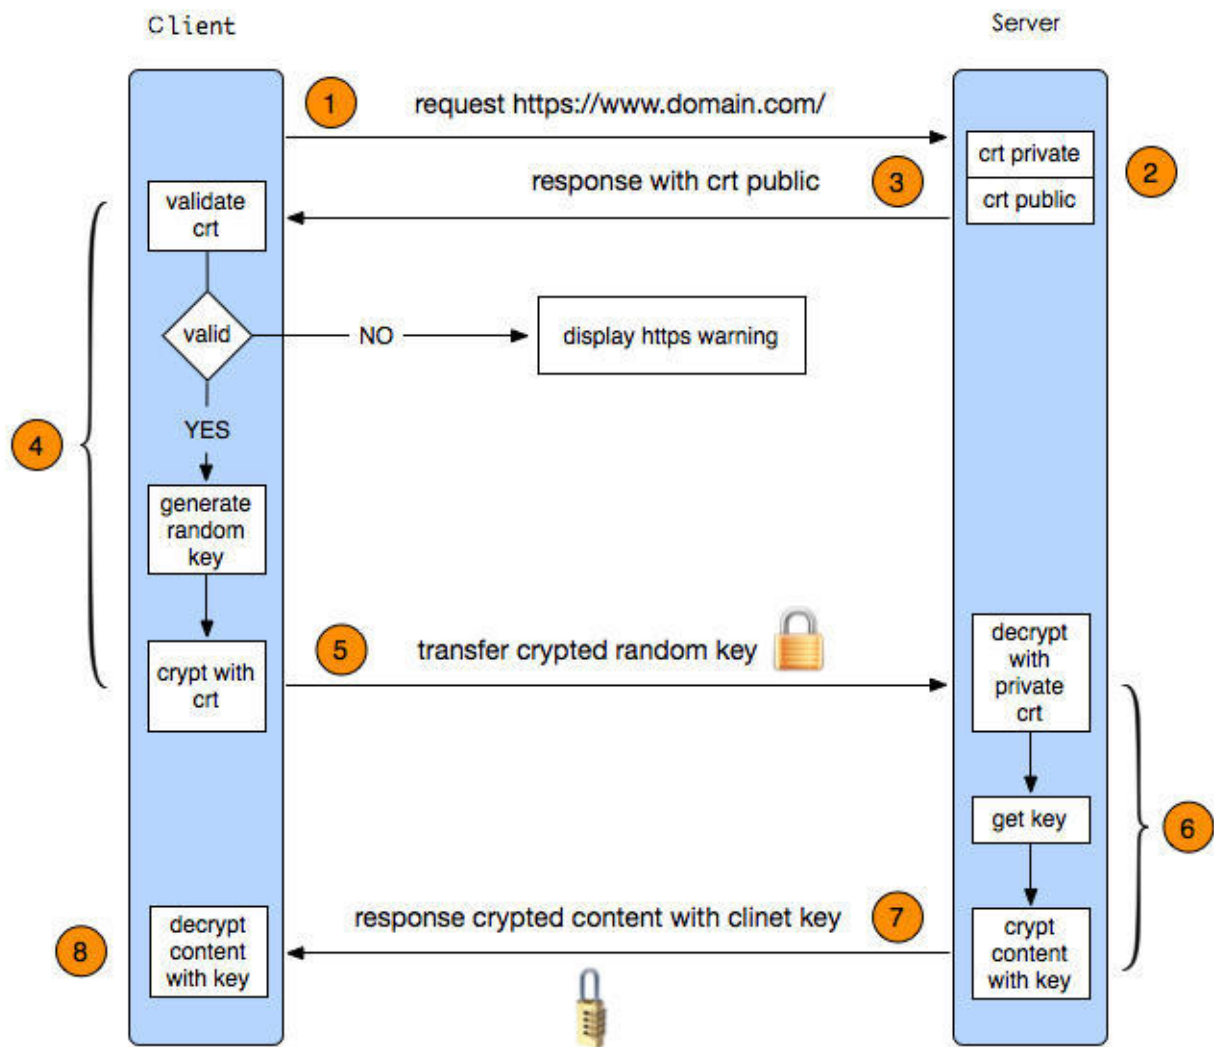 Client
Server
1
request https://www.domain.com/
crt private
2
response with crt public
3
crt public
validate
crt
valid
NO
display https warning
YES
4
generate
random
key
5
transfer crypted random key
decrypt
with
private
crt
crypt with
crt
get key
6
response crypted content with clinet key
7
8
decrypt
content
with key
crypt
content
with key